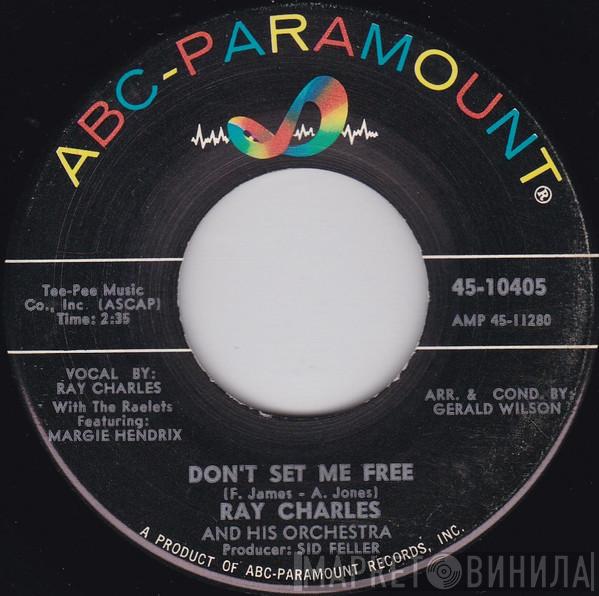 ABC-PARAMOUNT®
Tee-Pee Music
Co., Inc. (ASCAP)
Time: 2:35
45-10405
AMP 45-11280
VOCAL BY:
RAY CHARLES
With The Raelets
Featuring:
MARGIE HENDRIX
ARR. & COND. BY:
GERALD WILSON
DON'T SET ME FREE
(F. James - A. Jones)
RAY CHARLES
AND HIS ORCHESTRA
Producer: SID FELLER
A PRODUCT OF ABC-PARAMOUNT RECORDS, INC.
МАРКЕТ ВИНИЛА